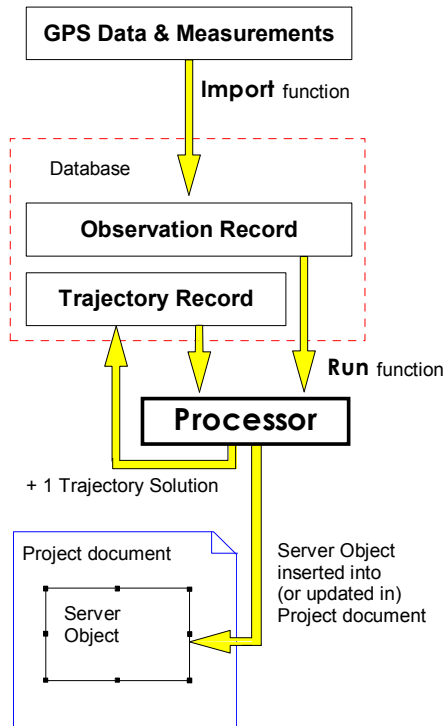 GPS Data & Measurements
Import function
Database
Observation Record
Trajectory Record
Run function
Processor
+ 1 Trajectory Solution
Project document
Server
Object
Server Object
inserted into
(or updated in)
Project document